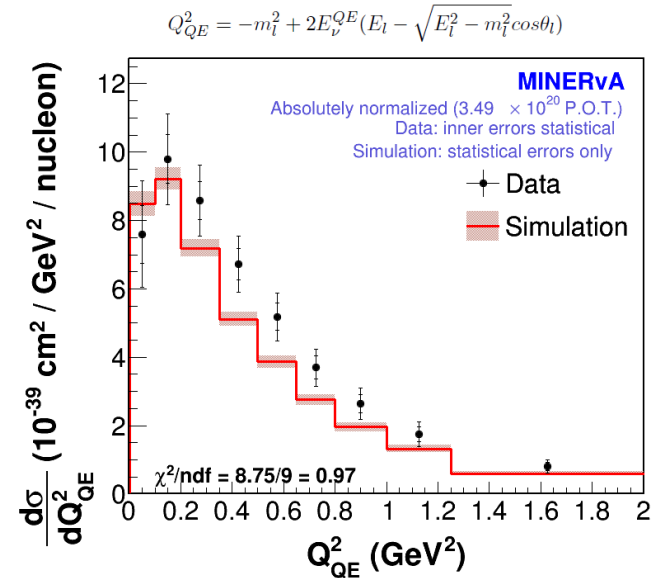 Q²_QE = −m²_l + 2E^QE_ν(E_l − √(E²_l − m²_l)cosθ_l)
MINERvA
Absolutely normalized (3.49 × 10²⁰ P.O.T.)
Data: inner errors statistical
Simulation: statistical errors only
Data
Simulation
12
10
8
6
4
2
0
dσ/dQ²_QE (10⁻³⁹ cm² / GeV² / nucleon)
χ²/ndf = 8.75/9 = 0.97
0 0.2 0.4 0.6 0.8 1 1.2 1.4 1.6 1.8 2
Q²_QE (GeV²)